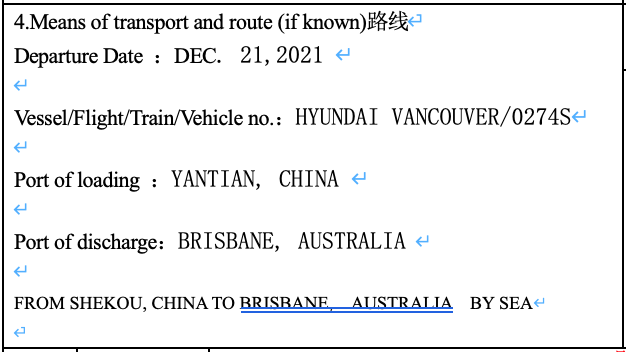 4.Means of transport and route (if known)路线
Departure Date ：DEC. 21,2021
Vessel/Flight/Train/Vehicle no.：HYUNDAI VANCOUVER/0274S
Port of loading ：YANTIAN, CHINA
Port of discharge：BRISBANE, AUSTRALIA
FROM SHEKOU, CHINA TO BRISBANE, AUSTRALIA BY SEA